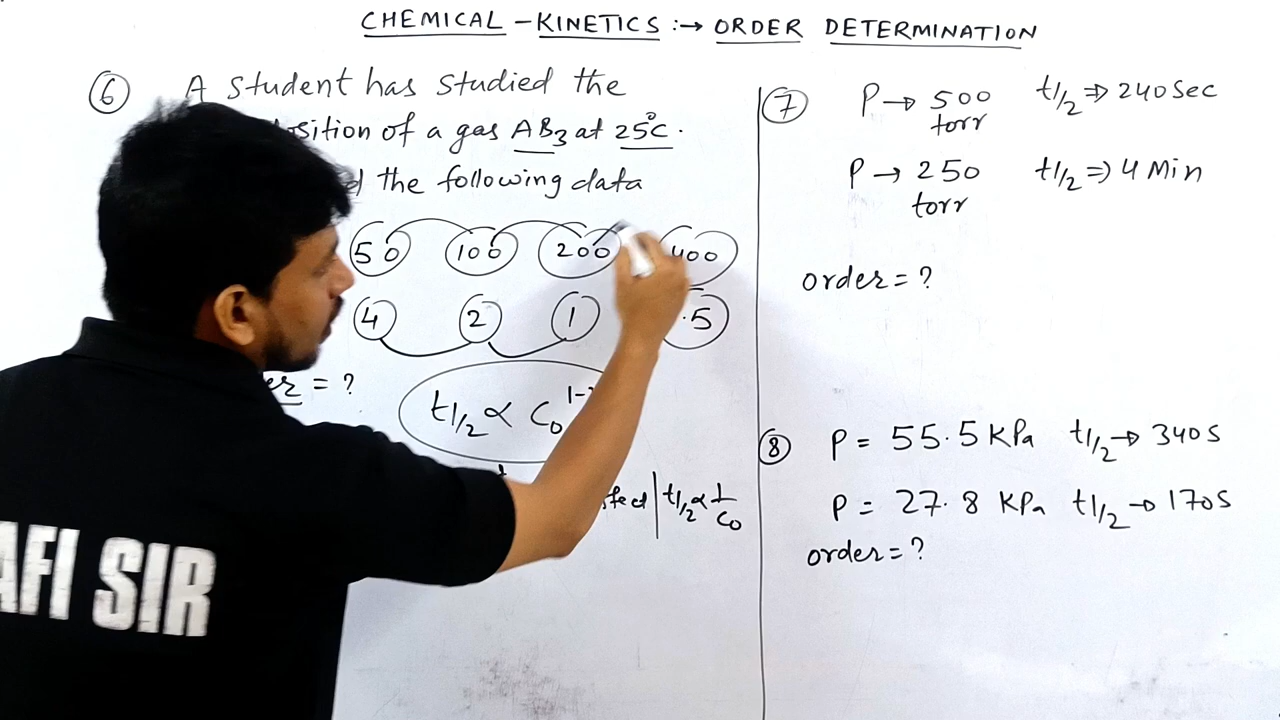 CHEMICAL - KINETICS :→ ORDER DETERMINATION
⑥ A student has studied the
sition of a gas AB₃ at 25°C.
the following data
50 100 200 400
4 2 1 .5
er = ?
t1/2 ∝ C₀^1-
t1/2 ∝ 1/C₀
⑦ P → 500 torr t1/2 ⇒ 240 Sec
P → 250 torr t1/2 ⇒ 4 Min
order = ?
⑧ P = 55.5 KPa t1/2 → 340 S
P = 27.8 KPa t1/2 → 170 S
order = ?
AFI SIR